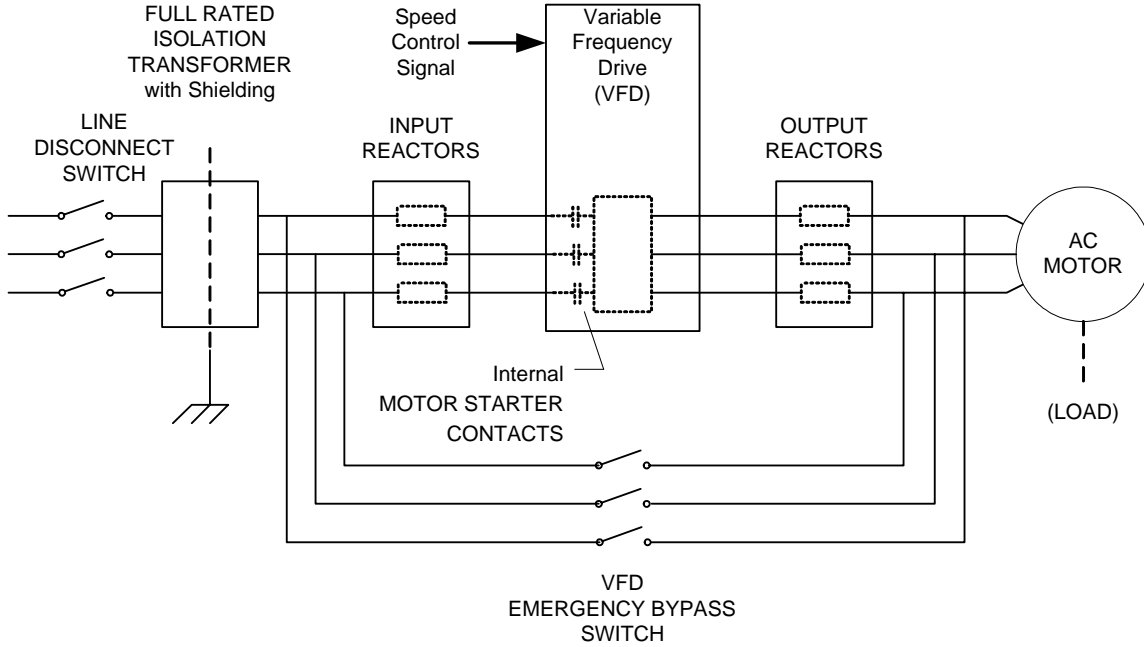 FULL RATED
ISOLATION
TRANSFORMER
with Shielding
Speed
Control
Signal
Variable
Frequency
Drive
(VFD)
LINE
DISCONNECT
SWITCH
INPUT
REACTORS
OUTPUT
REACTORS
AC
MOTOR
Internal
MOTOR STARTER
CONTACTS
(LOAD)
VFD
EMERGENCY BYPASS
SWITCH